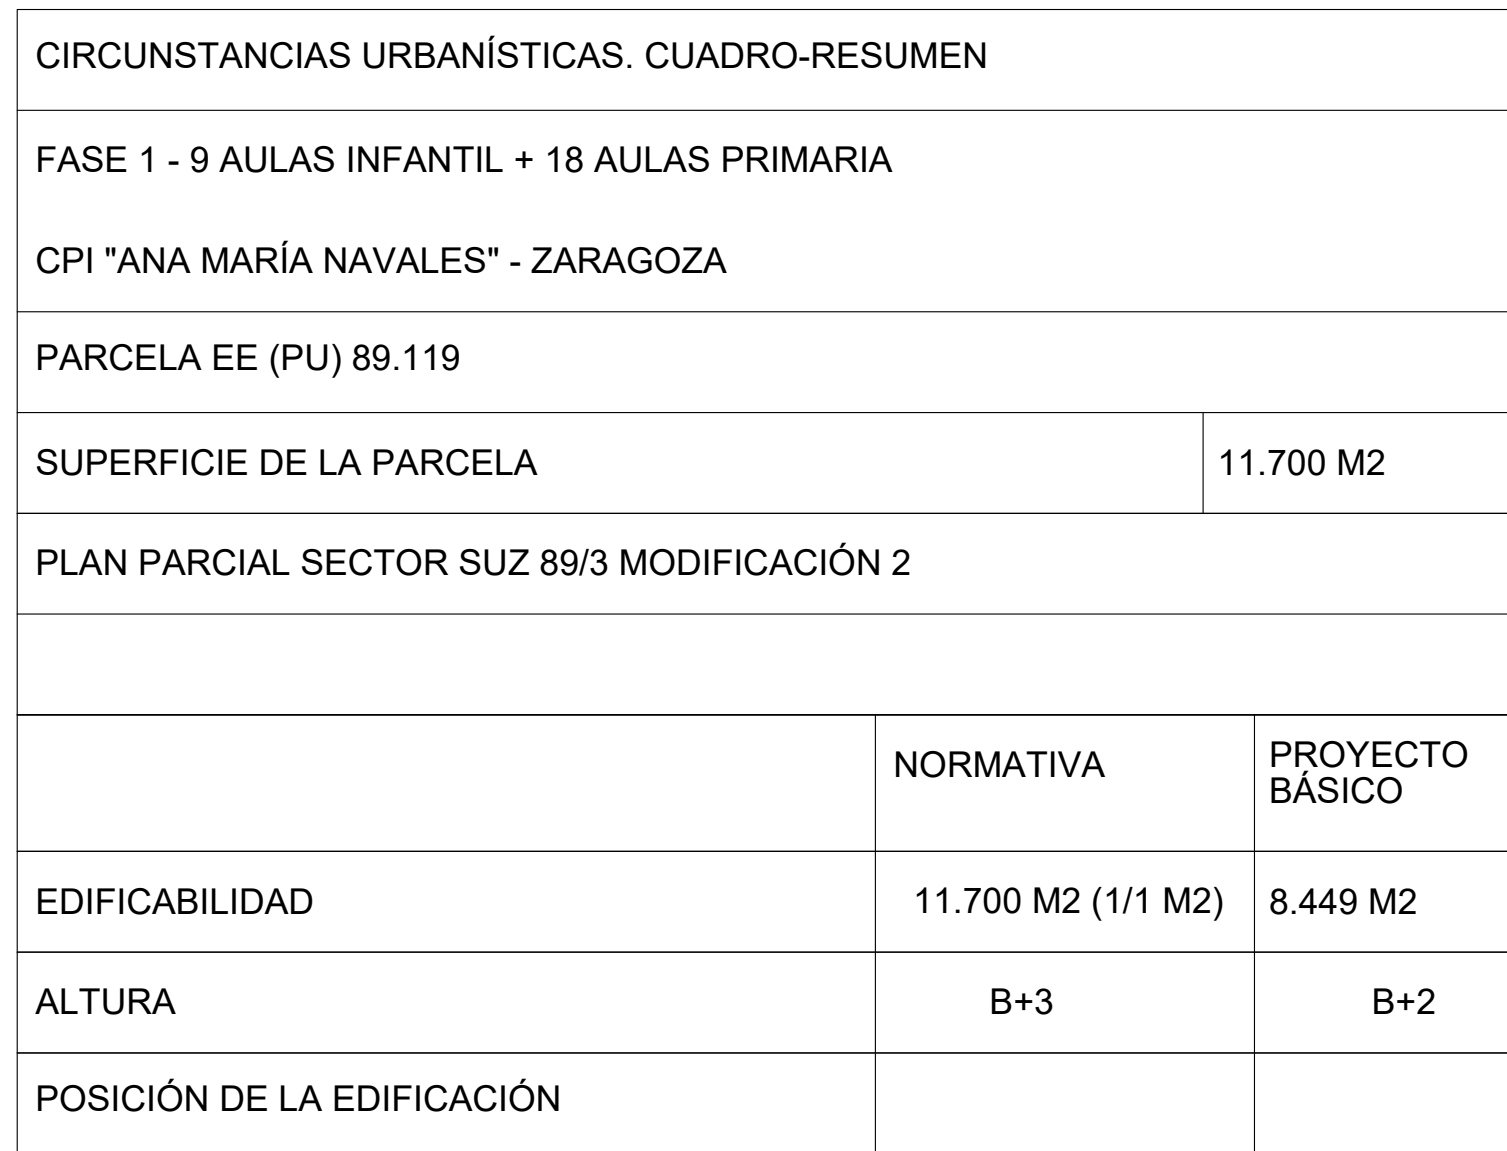 CIRCUNSTANCIAS URBANÍSTICAS. CUADRO-RESUMEN
FASE 1 - 9 AULAS INFANTIL + 18 AULAS PRIMARIA
CPI "ANA MARÍA NAVALES" - ZARAGOZA
PARCELA EE (PU) 89.119
SUPERFICIE DE LA PARCELA 11.700 M2
PLAN PARCIAL SECTOR SUZ 89/3 MODIFICACIÓN 2
NORMATIVA PROYECTO
BÁSICO
EDIFICABILIDAD 11.700 M2 (1/1 M2) 8.449 M2
ALTURA B+3 B+2
POSICIÓN DE LA EDIFICACIÓN